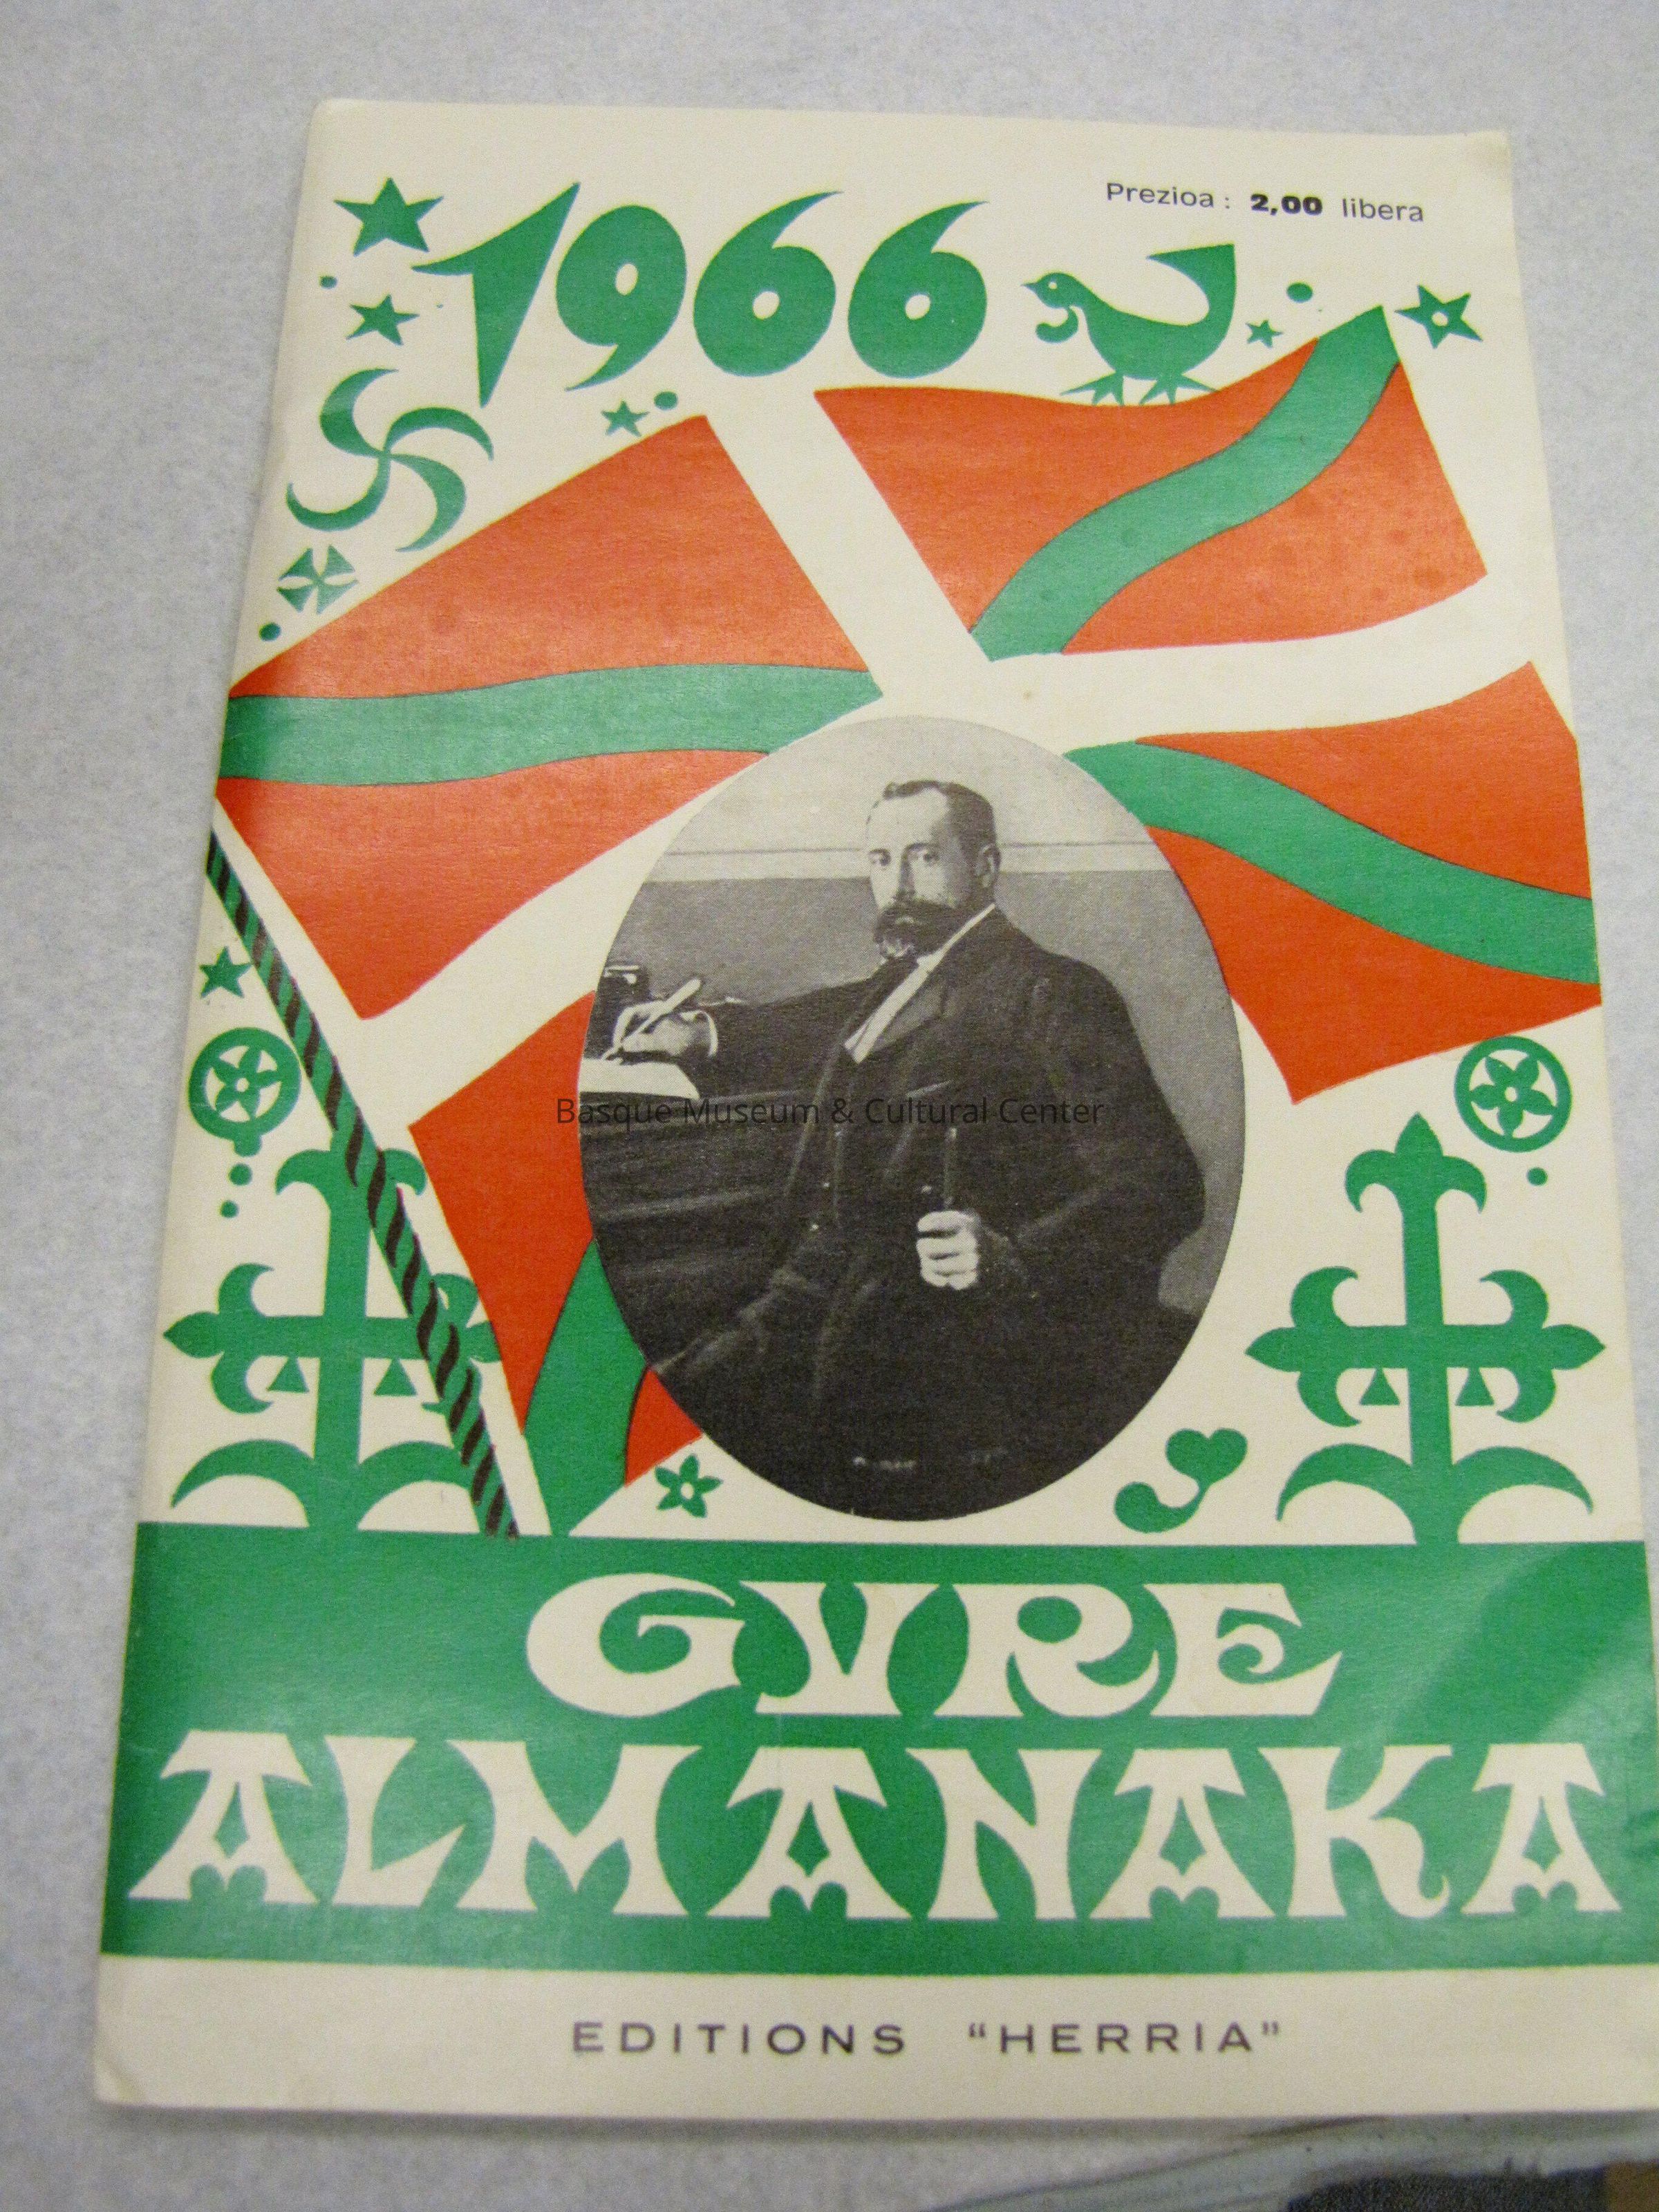 1966
Prezioa : 2,00 libera
Basque Museum & Cultural Center
GVRE
ALMANAKA
EDITIONS "HERRIA"